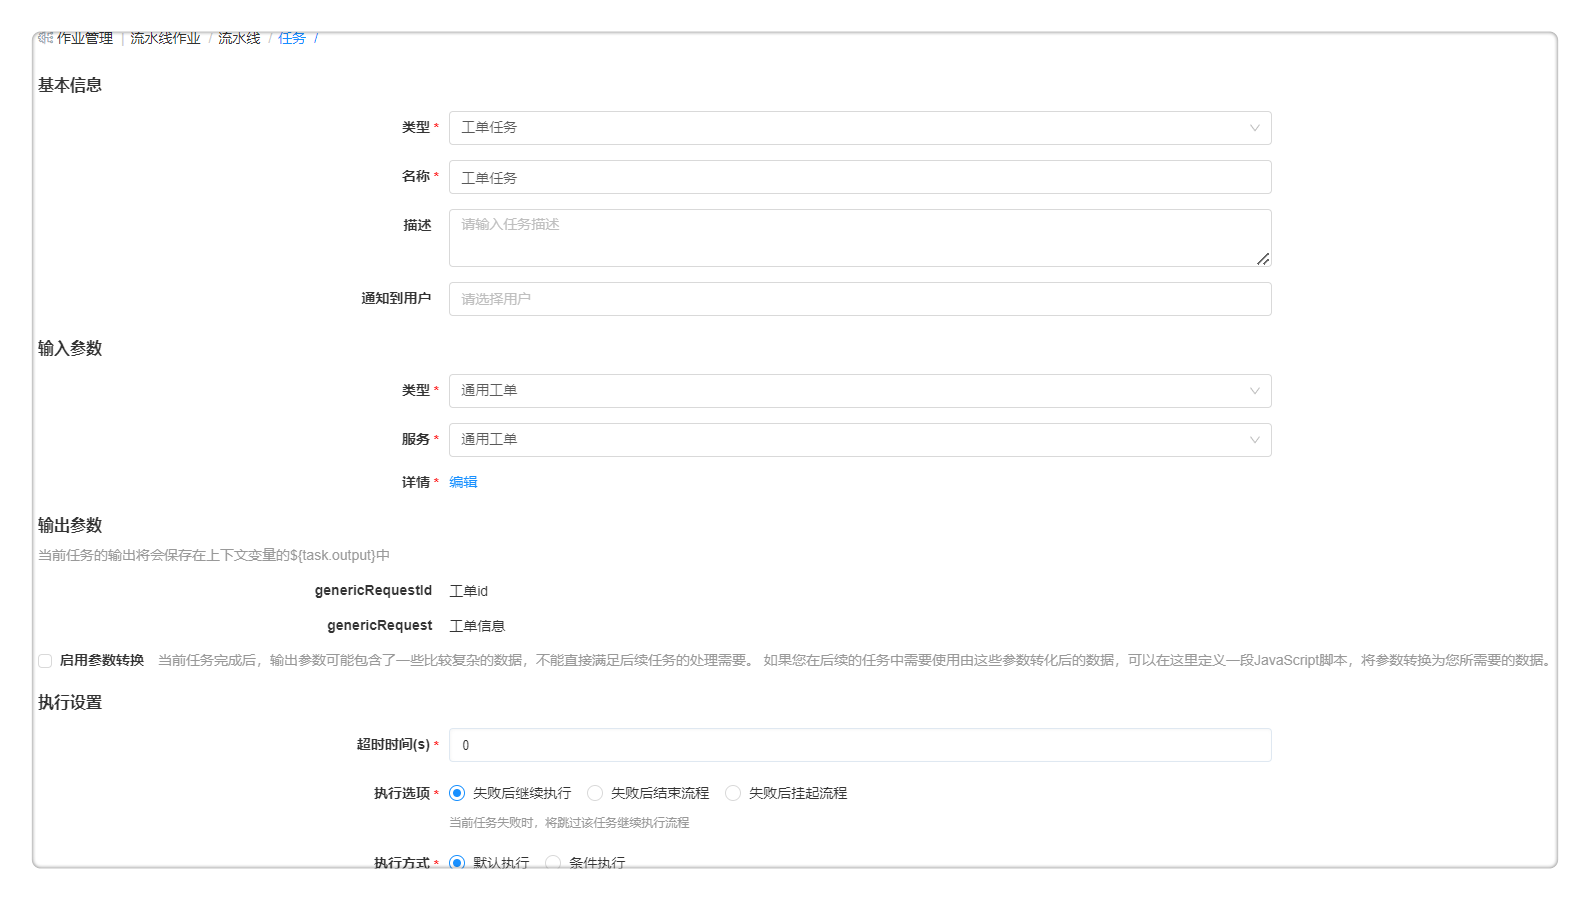 作业管理 | 流水线作业 / 流水线 / 任务 /
基本信息
类型 * 工单任务
名称 * 工单任务
描述 请输入任务描述
通知到用户 请选择用户
输入参数
类型 * 通用工单
服务 * 通用工单
详情 * 编辑
输出参数
当前任务的输出将会保存在上下文变量的${task.output}中
genericRequestId 工单id
genericRequest 工单信息
启用参数转换 当前任务完成后，输出参数可能包含了一些比较复杂的数据，不能直接满足后续任务的处理需要。 如果您在后续的任务中需要使用由这些参数转化后的数据，可以在这里定义一段JavaScript脚本，将参数转换为您所需要的数据。
执行设置
超时时间(s) * 0
执行选项 * 失败后继续执行 失败后结束流程 失败后挂起流程
当前任务失败时，将跳过该任务继续执行流程
执行方式 * 默认执行 条件执行